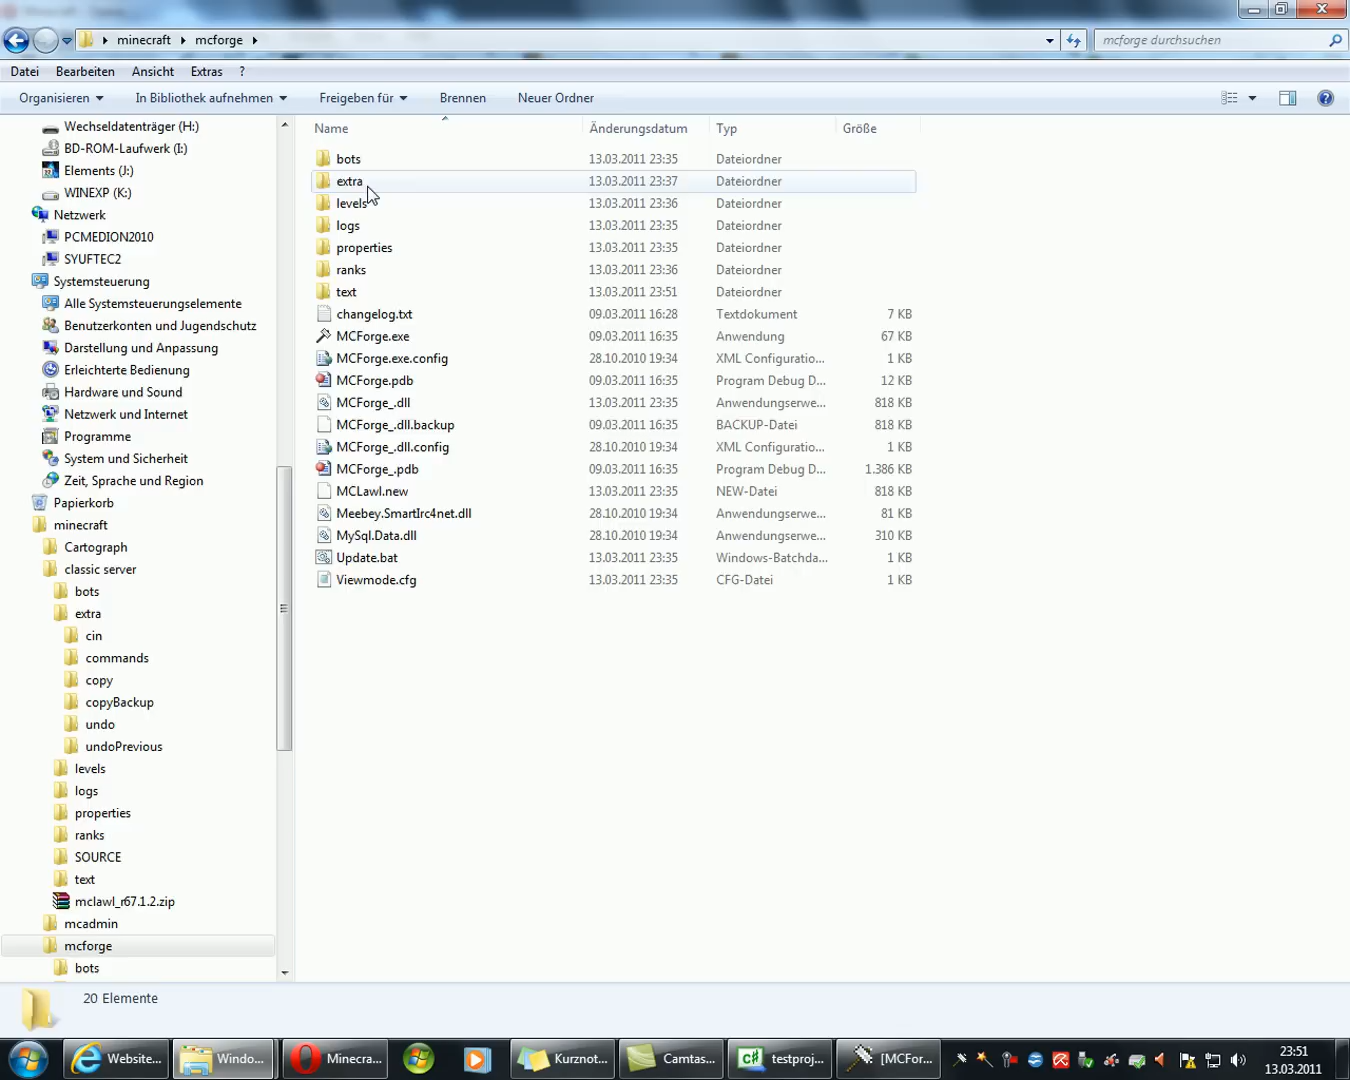 minecraft mcforge
mcforge durchsuchen
Datei Bearbeiten Ansicht Extras ?
Organisieren In Bibliothek aufnehmen Freigeben für Brennen Neuer Ordner
Wechseldatenträger (H:)
BD-ROM-Laufwerk (I:)
Elements (J:)
WINEXP (K:)
Netzwerk
PCMEDION2010
SYUFTEC2
Systemsteuerung
Alle Systemsteuerungselemente
Benutzerkonten und Jugendschutz
Darstellung und Anpassung
Erleichterte Bedienung
Hardware und Sound
Netzwerk und Internet
Programme
System und Sicherheit
Zeit, Sprache und Region
Papierkorb
minecraft
Cartograph
classic server
bots
extra
cin
commands
copy
copyBackup
undo
undoPrevious
levels
logs
properties
ranks
SOURCE
text
mclawl_r67.1.2.zip
mcadmin
mcforge
bots
Name Änderungsdatum Typ Größe
bots 13.03.2011 23:35 Dateiordner
extra 13.03.2011 23:37 Dateiordner
levels 13.03.2011 23:36 Dateiordner
logs 13.03.2011 23:35 Dateiordner
properties 13.03.2011 23:35 Dateiordner
ranks 13.03.2011 23:36 Dateiordner
text 13.03.2011 23:51 Dateiordner
changelog.txt 09.03.2011 16:28 Textdokument 7 KB
MCForge.exe 09.03.2011 16:35 Anwendung 67 KB
MCForge.exe.config 28.10.2010 19:34 XML Configuratio... 1 KB
MCForge.pdb 09.03.2011 16:35 Program Debug D... 12 KB
MCForge_.dll 13.03.2011 23:35 Anwendungserwe... 818 KB
MCForge_.dll.backup 09.03.2011 16:35 BACKUP-Datei 818 KB
MCForge_.dll.config 28.10.2010 19:34 XML Configuratio... 1 KB
MCForge_.pdb 09.03.2011 16:35 Program Debug D... 1.386 KB
MCLawl.new 13.03.2011 23:35 NEW-Datei 818 KB
Meebey.SmartIrc4net.dll 28.10.2010 19:34 Anwendungserwe... 81 KB
MySql.Data.dll 28.10.2010 19:34 Anwendungserwe... 310 KB
Update.bat 13.03.2011 23:35 Windows-Batchda... 1 KB
Viewmode.cfg 13.03.2011 23:35 CFG-Datei 1 KB
20 Elemente
Website... Windo... Minecra... Kurznot... Camtas... testproj... [MCFor...
23:51
13.03.2011